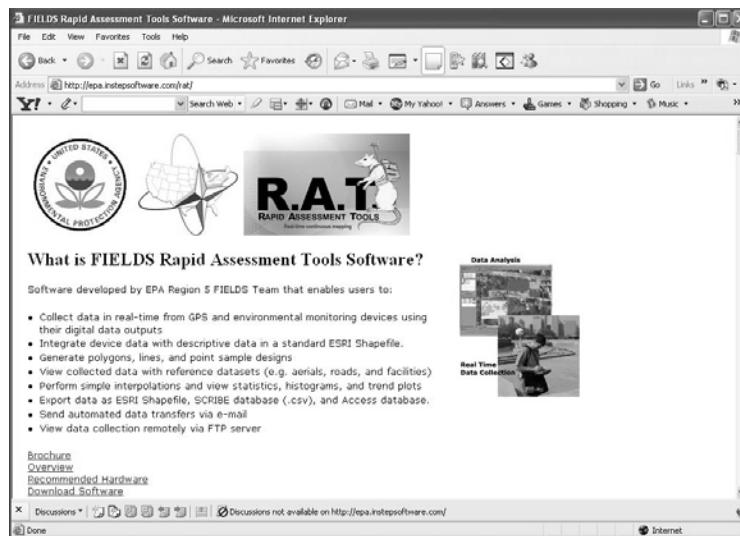 FIELDS Rapid Assessment Tools Software - Microsoft Internet Explorer
File Edit View Favorites Tools Help
Back Search Favorites
Address http://epa.instepsoftware.com/rat/ Go Links »
Y! Search Web Mail My Yahoo! Answers Games Shopping Music »
UNITED STATES
ENVIRONMENTAL PROTECTION AGENCY
R.A.T.
RAPID ASSESSMENT TOOLS
Real-time continuous mapping
What is FIELDS Rapid Assessment Tools Software?
Software developed by EPA Region 5 FIELDS Team that enables users to:
• Collect data in real-time from GPS and environmental monitoring devices using
their digital data outputs
• Integrate device data with descriptive data in a standard ESRI Shapefile.
• Generate polygons, lines, and point sample designs
• View collected data with reference datasets (e.g. aerials, roads, and facilities)
• Perform simple interpolations and view statistics, histograms, and trend plots
• Export data as ESRI Shapefile, SCRIBE database (.csv), and Access database.
• Send automated data transfers via e-mail
• View data collection remotely via FTP server
Data Analysis
Real Time
Data Collection
Brochure
Overview
Recommended Hardware
Download Software
Discussions Discussions not available on http://epa.instepsoftware.com/
Done Internet